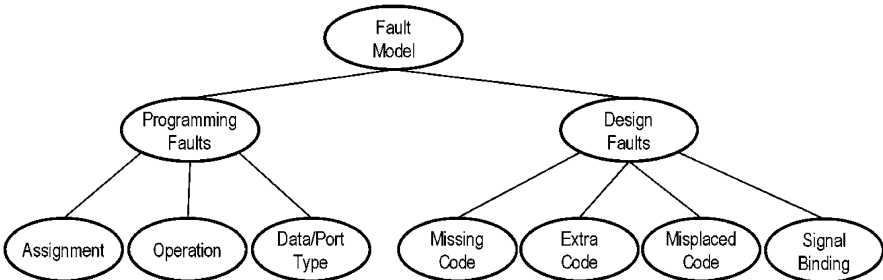 Fault
Model
Programming
Faults
Design
Faults
Assignment
Operation
Data/Port
Type
Missing
Code
Extra
Code
Misplaced
Code
Signal
Binding